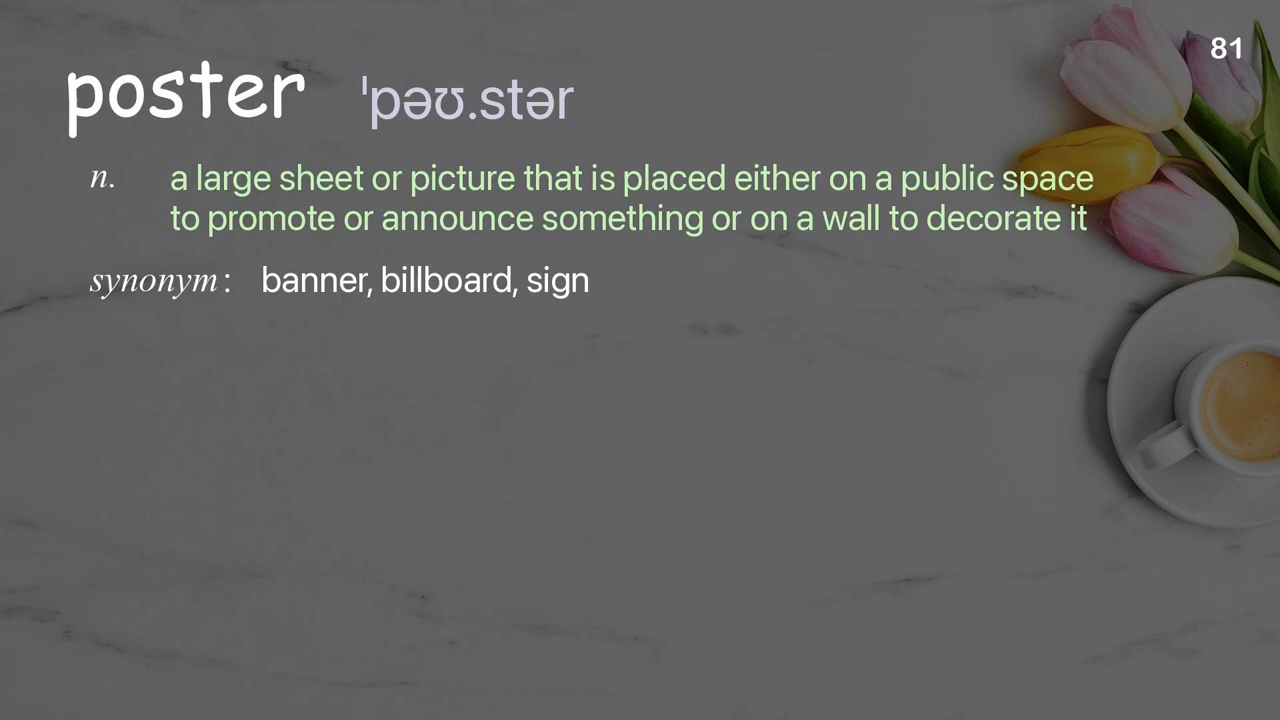 81
poster ˈpəʊ.stər
n. a large sheet or picture that is placed either on a public space
to promote or announce something or on a wall to decorate it
synonym: banner, billboard, sign